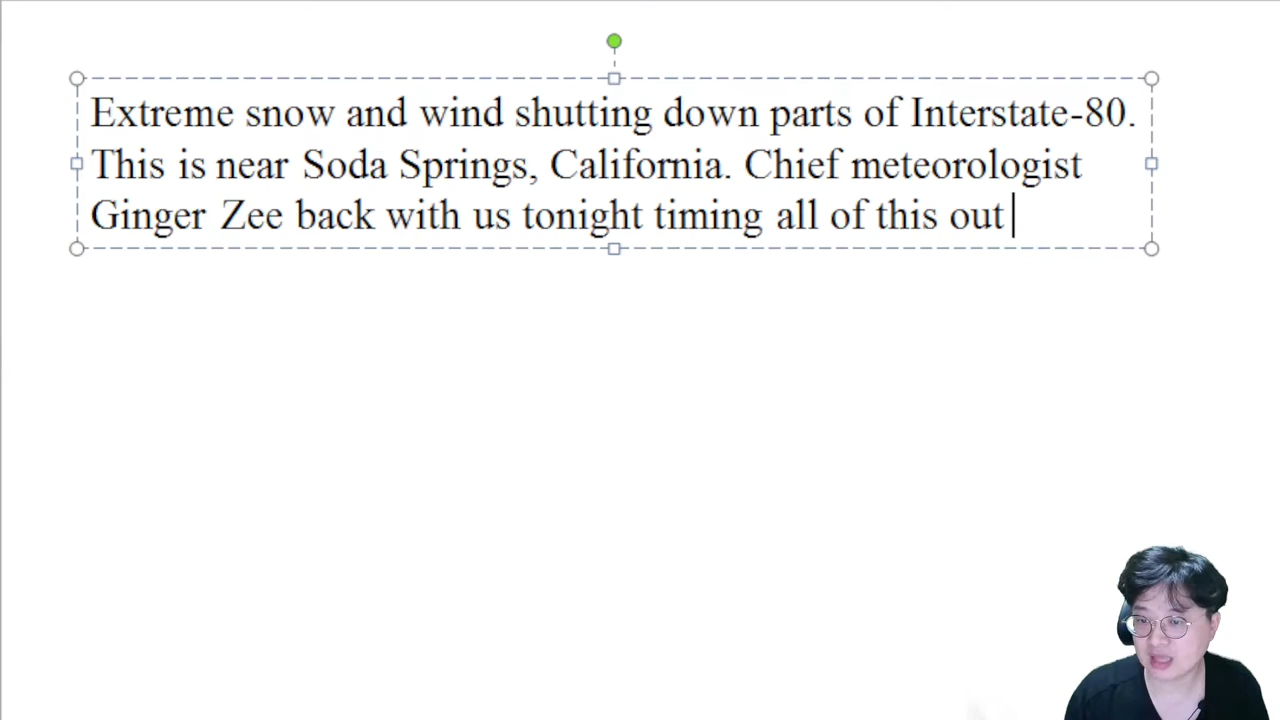 Extreme snow and wind shutting down parts of Interstate-80.
This is near Soda Springs, California. Chief meteorologist
Ginger Zee back with us tonight timing all of this out